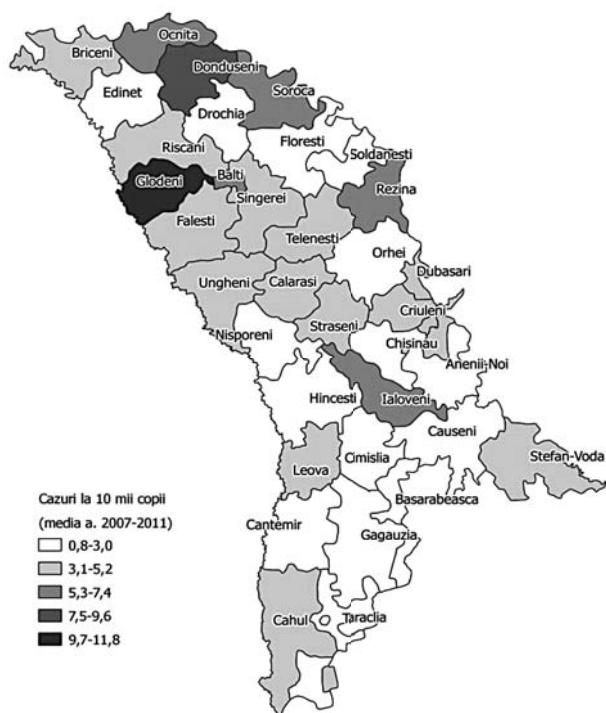 Ocnita
Briceni
Donduseni
Edinet
Soroca
Drochia
Floresti
Soldanesti
Riscani
Balti
Glodeni
Rezina
Singerei
Falesti
Telenesti
Orhei
Dubasari
Ungheni
Calarasi
Criuleni
Straseni
Nisporeni
Chisinau
Anenii-Noi
Hincesti
Ialoveni
Causeni
Stefan-Voda
Leova
Cimislia
Basarabeasca
Cantemir
Gagauzia
Cahul
Taraclia
Cazuri la 10 mii copii
(media a. 2007-2011)
0,8-3,0
3,1-5,2
5,3-7,4
7,5-9,6
9,7-11,8